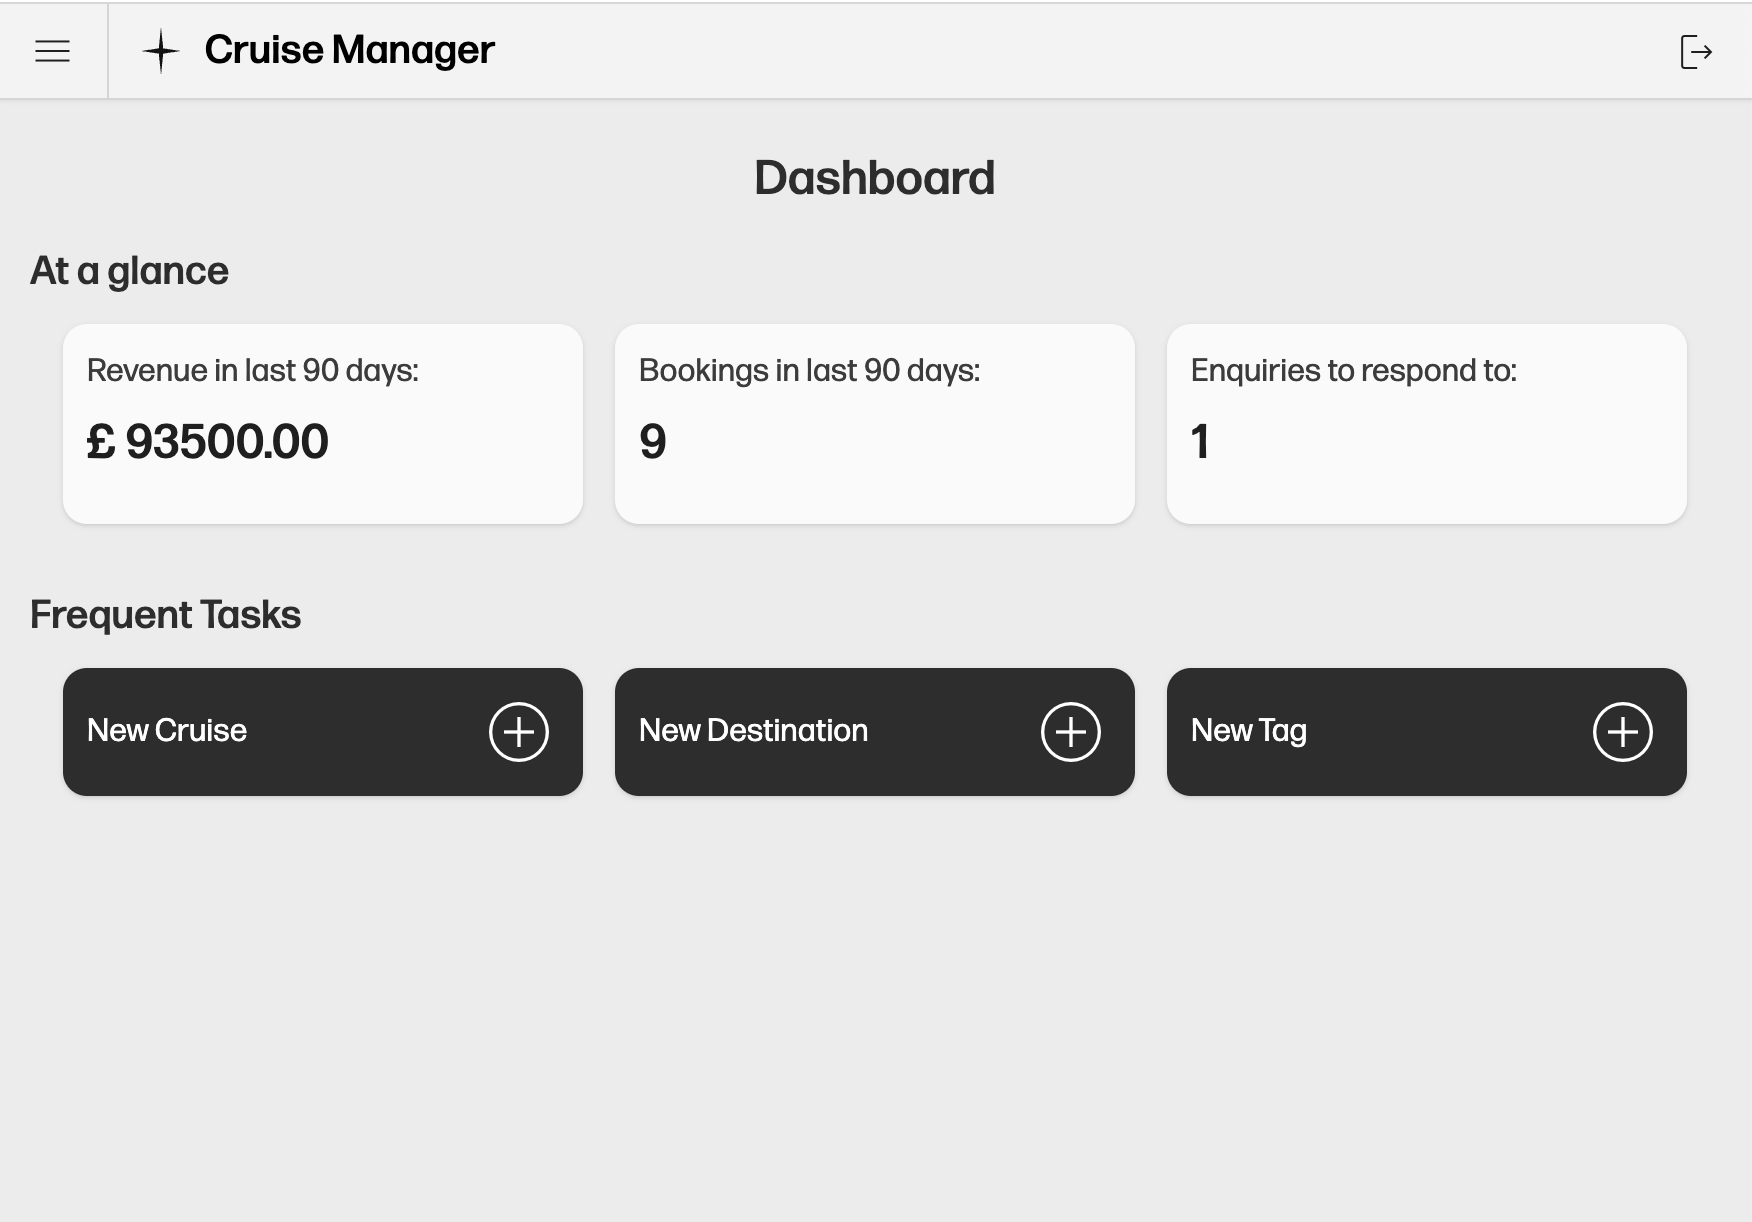 Cruise Manager
Dashboard
At a glance
Revenue in last 90 days:
£ 93500.00
Bookings in last 90 days:
9
Enquiries to respond to:
1
Frequent Tasks
New Cruise
New Destination
New Tag